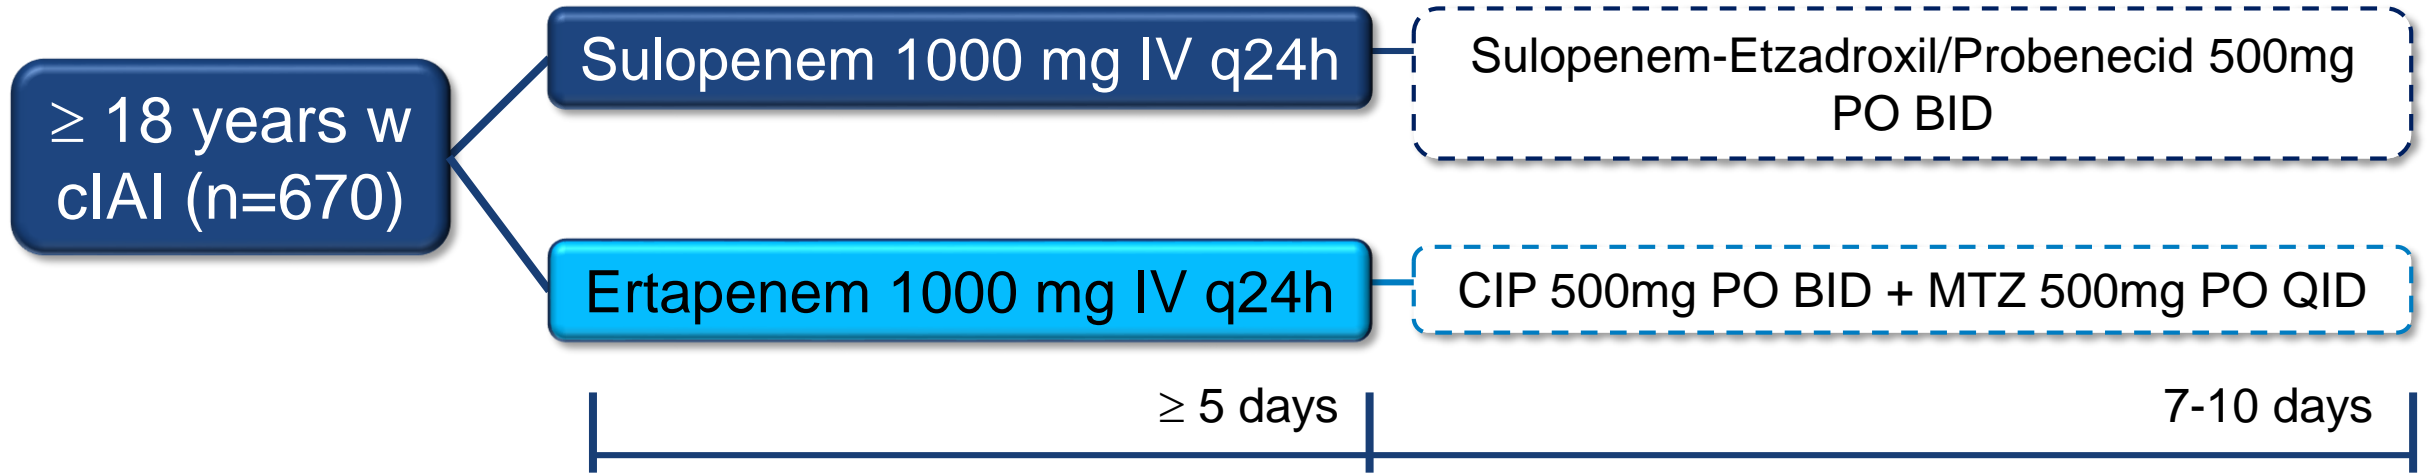 ≥ 18 years w
cIAI (n=670)
Sulopenem 1000 mg IV q24h
Sulopenem-Etzadroxil/Probenecid 500mg
PO BID
Ertapenem 1000 mg IV q24h
CIP 500mg PO BID + MTZ 500mg PO QID
≥ 5 days
7-10 days